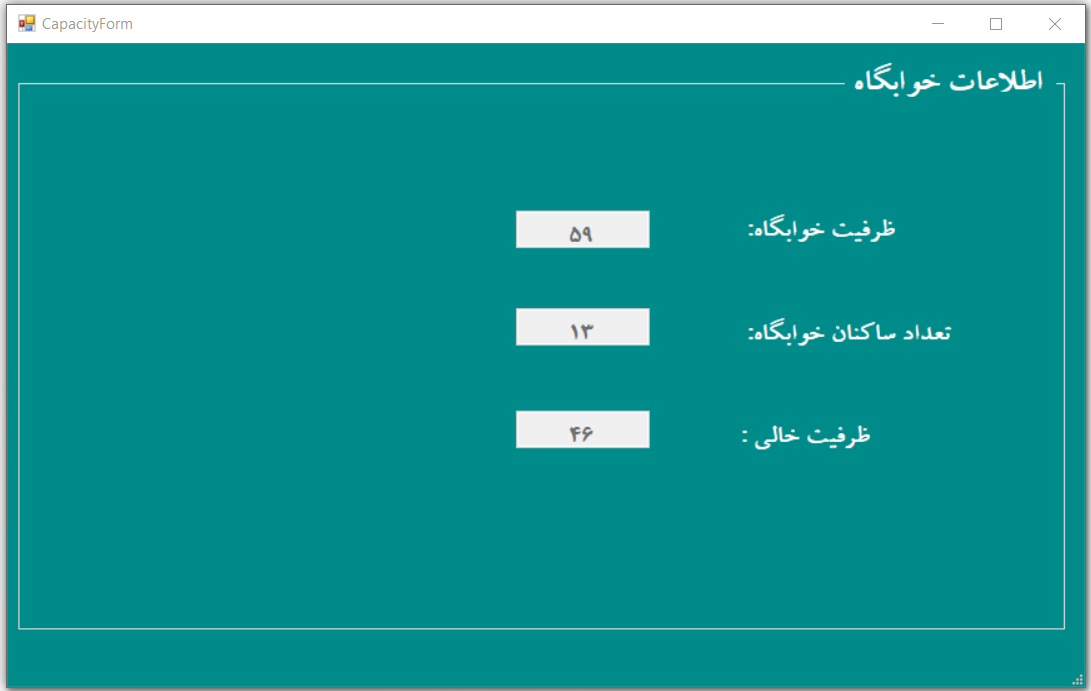 CapacityForm
اطلاعات خوابگاه
ظرفیت خوابگاه: ۵۹
تعداد ساکنان خوابگاه: ۱۳
ظرفیت خالی : ۴۶